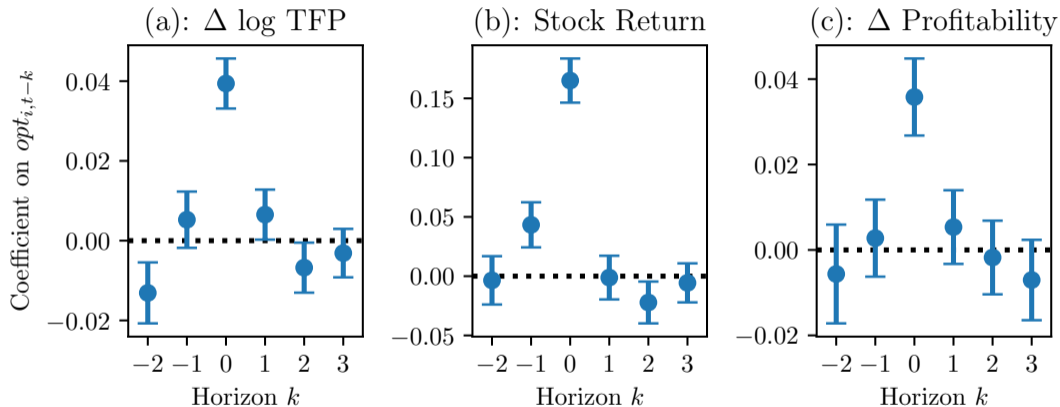 (a): Δ log TFP
(b): Stock Return
(c): Δ Profitability
Coefficient on opt_{i,t−k}
0.04
0.02
0.00
−0.02
−2 −1 0 1 2 3
Horizon k
0.15
0.10
0.05
0.00
−0.05
−2 −1 0 1 2 3
Horizon k
0.04
0.02
0.00
−0.02
−2 −1 0 1 2 3
Horizon k